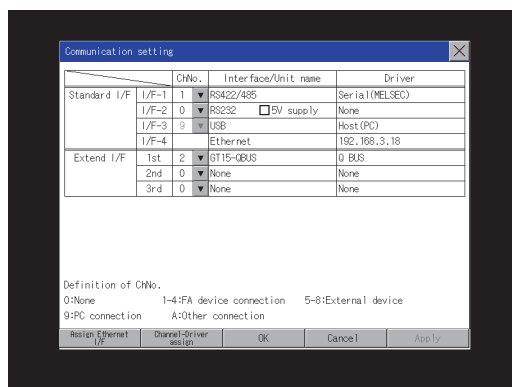 Communication setting
ChNo. Interface/Unit name Driver
Standard I/F I/F-1 1 RS422/485 Serial(MELSEC)
I/F-2 0 RS232 5V supply None
I/F-3 9 USB Host(PC)
I/F-4 Ethernet 192.168.3.18
Extend I/F 1st 2 GT15-QBUS Q BUS
2nd 0 None None
3rd 0 None None
Definition of ChNo.
0:None 1-4:FA device connection 5-8:External device
9:PC connection A:Other connection
Assign Ethernet I/F Channel-Driver assign OK Cancel Apply